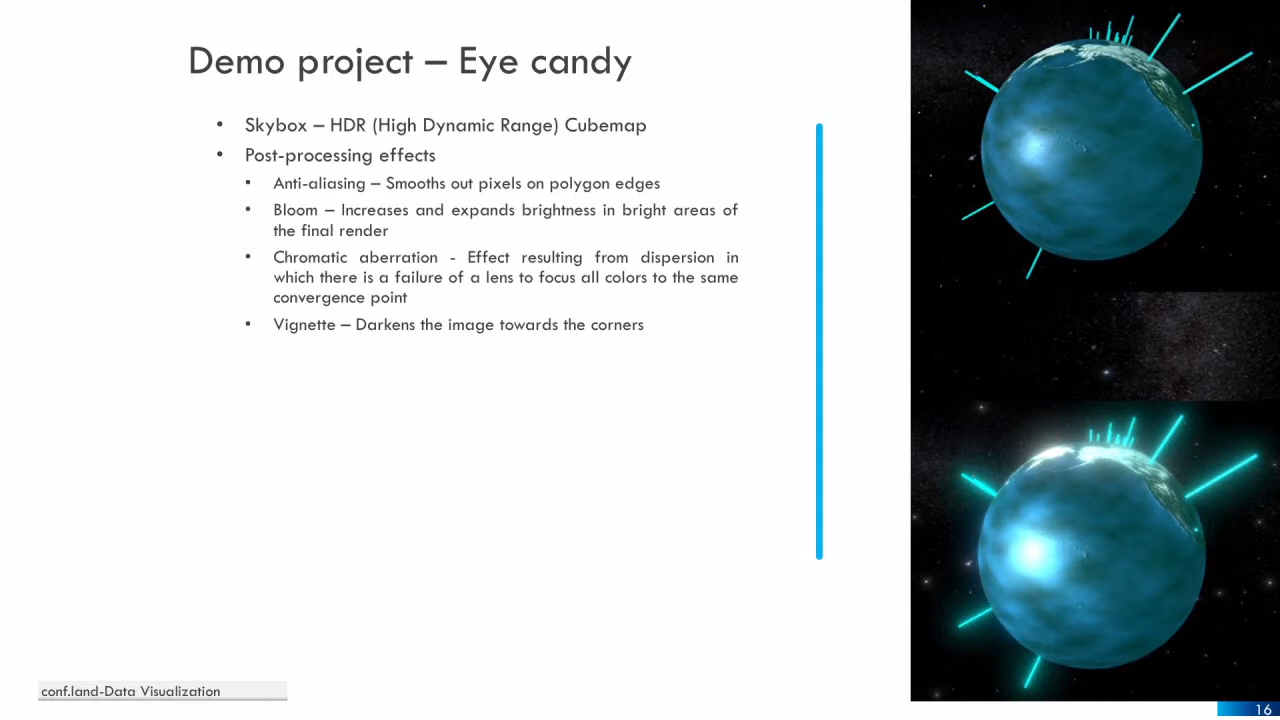 Demo project – Eye candy
• Skybox – HDR (High Dynamic Range) Cubemap
• Post-processing effects
• Anti-aliasing – Smooths out pixels on polygon edges
• Bloom – Increases and expands brightness in bright areas of
the final render
• Chromatic aberration - Effect resulting from dispersion in
which there is a failure of a lens to focus all colors to the same
convergence point
• Vignette – Darkens the image towards the corners
conf.land-Data Visualization
16